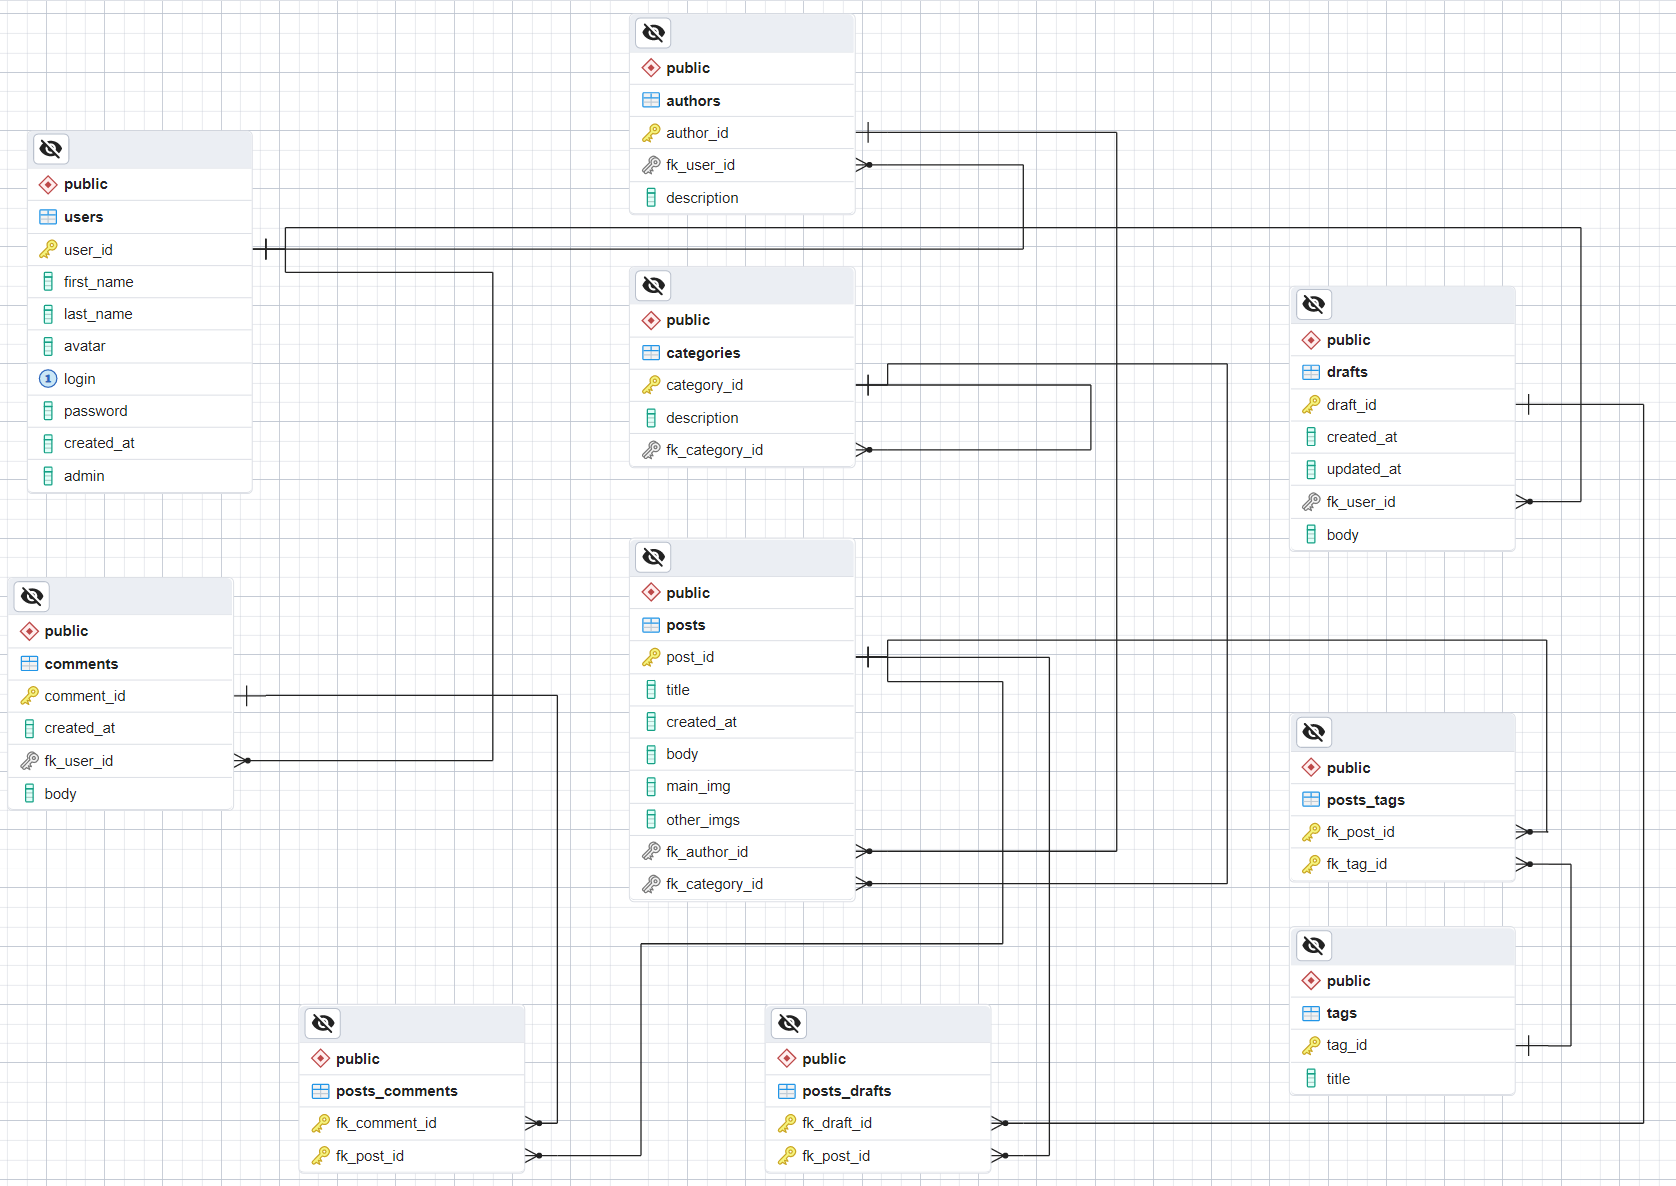 public
authors
author_id
fk_user_id
description
public
users
user_id
first_name
last_name
avatar
1 login
password
created_at
admin
public
categories
category_id
description
fk_category_id
public
drafts
draft_id
created_at
updated_at
fk_user_id
body
public
comments
comment_id
created_at
fk_user_id
body
public
posts
post_id
title
created_at
body
main_img
other_imgs
fk_author_id
fk_category_id
public
posts_tags
fk_post_id
fk_tag_id
public
tags
tag_id
title
public
posts_comments
fk_comment_id
fk_post_id
public
posts_drafts
fk_draft_id
fk_post_id